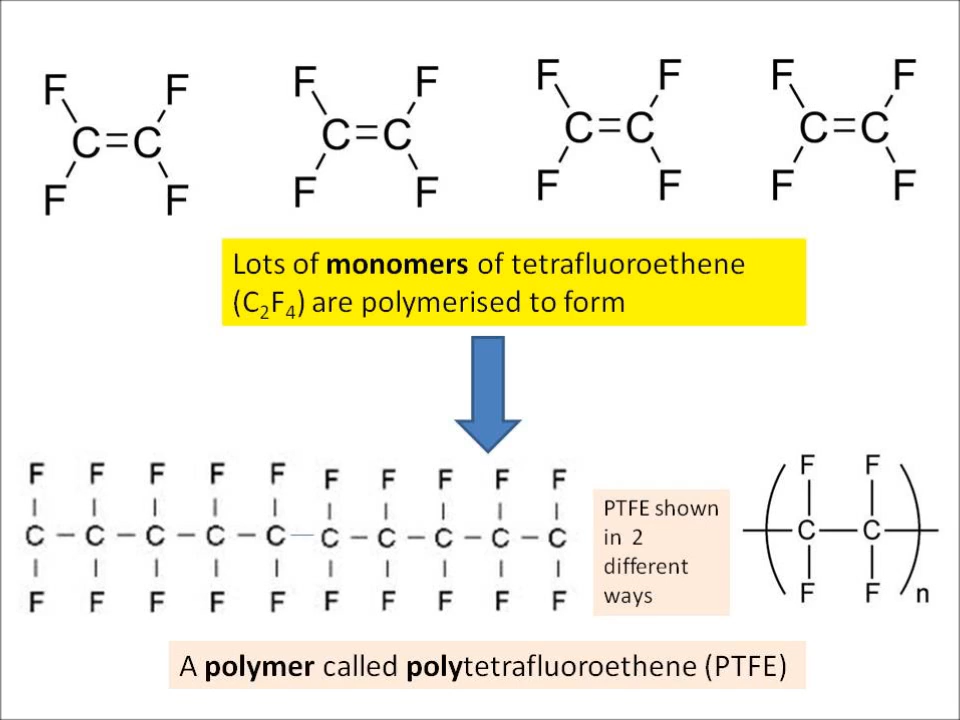 F F F F F F F F
C=C C=C C=C C=C
F F F F F F F F
Lots of monomers of tetrafluoroethene
(C₂F₄) are polymerised to form
F F F F F F F F F F
C – C – C – C – C – C – C – C – C – C
F F F F F F F F F F
PTFE shown
in 2
different
ways
F F
C C
F F n
A polymer called polytetrafluoroethene (PTFE)